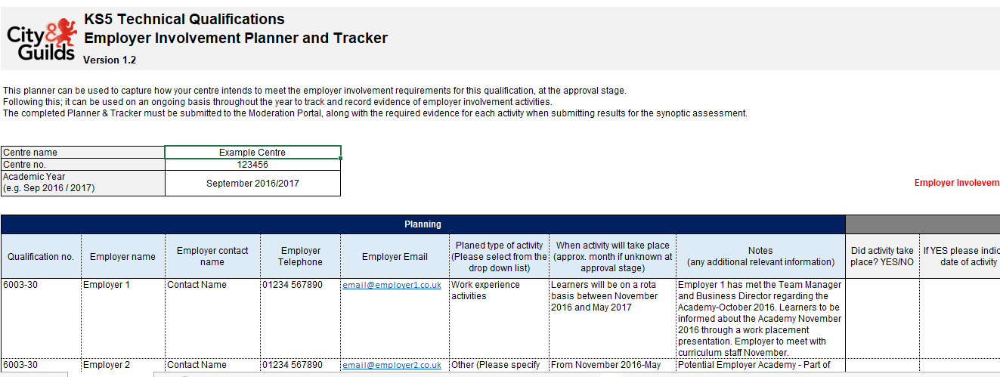 City&
Guilds
KS5 Technical Qualifications
Employer Involvement Planner and Tracker
Version 1.2
This planner can be used to capture how your centre intends to meet the employer involvement requirements for this qualification, at the approval stage.
Following this; it can be used on an ongoing basis throughout the year to track and record evidence of employer involvement activities.
The completed Planner & Tracker must be submitted to the Moderation Portal, along with the required evidence for each activity when submitting results for the synoptic assessment.
Centre name Example Centre
Centre no. 123456
Academic Year
(e.g. Sep 2016 / 2017)
September 2016/2017
Employer Involevem
Planning
Qualification no.
Employer name
Employer contact
name
Employer
Telephone
Employer Email
Planed type of activity
(Please select from the
drop down list)
When activity will take place
(approx. month if unknown at
approval stage)
Notes
(any additional relevant information)
Did activity take
place? YES/NO
If YES please indic
date of activity
6003-30
Employer 1
Contact Name
01234 567890
email@employer1.co.uk
Work experience
activities
Learners will be on a rota
basis between November
2016 and May 2017
Employer 1 has met the Team Manager
and Business Director regarding the
Academy-October 2016. Learners to be
informed about the Academy November
2016 through a work placement
presentation. Employer to meet with
curriculum staff November.
6003-30
Employer 2
Contact Name
01234 567890
email@employer2.co.uk
Other (Please specify
From November 2016-May
Potential Employer Academy - Part of